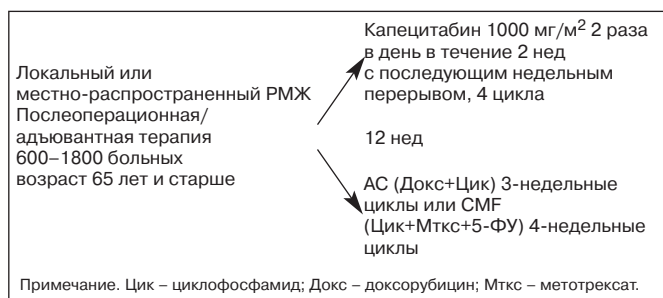 Локальный или
местно-распространенный РМЖ
Послеоперационная/
адъювантная терапия
600–1800 больных
возраст 65 лет и старше
Капецитабин 1000 мг/м² 2 раза
в день в течение 2 нед
с последующим недельным
перерывом, 4 цикла
12 нед
АС (Докс+Цик) 3-недельные
циклы или CMF
(Цик+Мткс+5-ФУ) 4-недельные
циклы
Примечание. Цик – циклофосфамид; Докс – доксорубицин; Мткс – метотрексат.